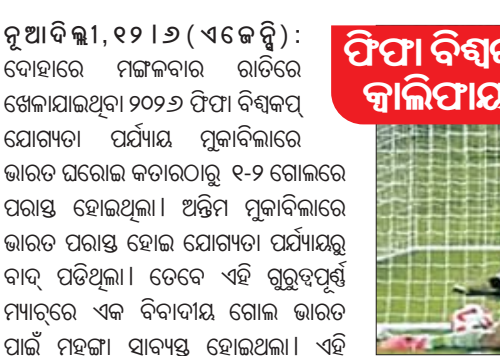 ନୂଆଦିଲ୍ଲୀ,୧୨।୬(ଏଜେନ୍ସି):
ଦୋହାରେ ମଙ୍ଗଳବାର ରାତିରେ
ଖେଳାଯାଇଥିବା ୨୦୨୬ ଫିଫା ବିଶ୍ୱକପ୍
ଯୋଗ୍ୟତା ପର୍ଯ୍ୟାୟ ମୁକାବିଲାରେ
ଭାରତ ଘରୋଇ କତାରଠାରୁ ୧-୨ ଗୋଲରେ
ପରାସ୍ତ ହୋଇଥିଲା। ଅନ୍ତିମ ମୁକାବିଲାରେ
ଭାରତ ପରାସ୍ତ ହୋଇ ଯୋଗ୍ୟତା ପର୍ଯ୍ୟାୟରୁ
ବାଦ୍ ପଡିଥିଲା। ତେବେ ଏହି ଗୁରୁତ୍ୱପୂର୍ଣ୍ଣ
ମ୍ୟାଚ୍‌ରେ ଏକ ବିବାଦୀୟ ଗୋଲ ଭାରତ
ପାଇଁ ମହଙ୍ଗା ସାବ୍ୟସ୍ତ ହୋଇଥିଲା। ଏହି
ଫିଫା